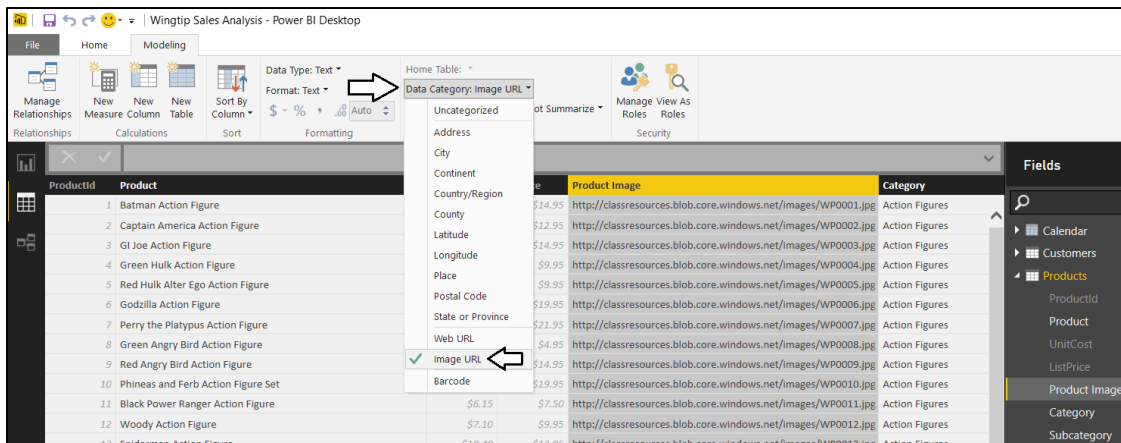 Wingtip Sales Analysis - Power BI Desktop
File Home Modeling
Manage Relationships
New Measure
New Column
New Table
Sort By Column
Data Type: Text
Format: Text
$ - % , .00 Auto
Home Table:
Data Category: Image URL
ot Summarize
Manage Roles
View As Roles
Relationships Calculations Sort Formatting Security
Uncategorized
Address
City
Continent
Country/Region
County
Latitude
Longitude
Place
Postal Code
State or Province
Web URL
Image URL
Barcode
ProductId Product ce Product Image Category
1 Batman Action Figure $14.95 http://classresources.blob.core.windows.net/images/WP0001.jpg Action Figures
2 Captain America Action Figure $12.95 http://classresources.blob.core.windows.net/images/WP0002.jpg Action Figures
3 GI Joe Action Figure $14.95 http://classresources.blob.core.windows.net/images/WP0003.jpg Action Figures
4 Green Hulk Action Figure $9.95 http://classresources.blob.core.windows.net/images/WP0004.jpg Action Figures
5 Red Hulk Alter Ego Action Figure $9.95 http://classresources.blob.core.windows.net/images/WP0005.jpg Action Figures
6 Godzilla Action Figure $19.95 http://classresources.blob.core.windows.net/images/WP0006.jpg Action Figures
7 Perry the Platypus Action Figure $21.95 http://classresources.blob.core.windows.net/images/WP0007.jpg Action Figures
8 Green Angry Bird Action Figure $4.95 http://classresources.blob.core.windows.net/images/WP0008.jpg Action Figures
9 Red Angry Bird Action Figure $14.95 http://classresources.blob.core.windows.net/images/WP0009.jpg Action Figures
10 Phineas and Ferb Action Figure Set $19.95 http://classresources.blob.core.windows.net/images/WP0010.jpg Action Figures
11 Black Power Ranger Action Figure $6.15 $7.50 http://classresources.blob.core.windows.net/images/WP0011.jpg Action Figures
12 Woody Action Figure $7.10 $9.95 http://classresources.blob.core.windows.net/images/WP0012.jpg Action Figures
Fields
Calendar
Customers
Products
ProductId
Product
UnitCost
ListPrice
Product Image
Category
Subcategory